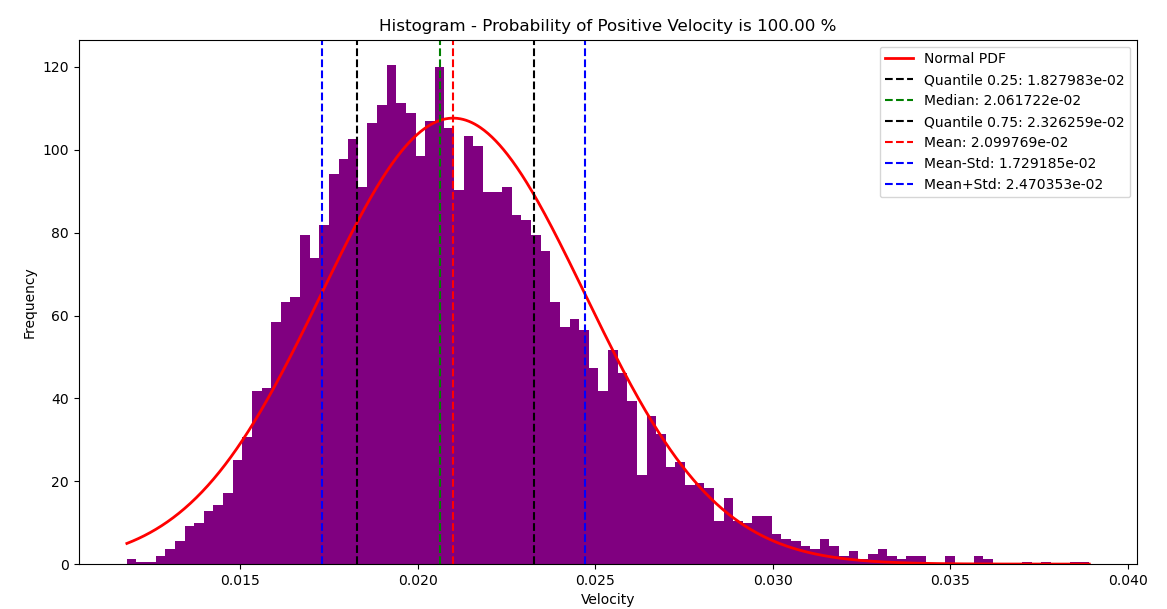 Histogram - Probability of Positive Velocity is 100.00 %
Normal PDF
Quantile 0.25: 1.827983e-02
Median: 2.061722e-02
Quantile 0.75: 2.326259e-02
Mean: 2.099769e-02
Mean-Std: 1.729185e-02
Mean+Std: 2.470353e-02
Frequency
120
100
80
60
40
20
0
0.015 0.020 0.025 0.030 0.035 0.040
Velocity